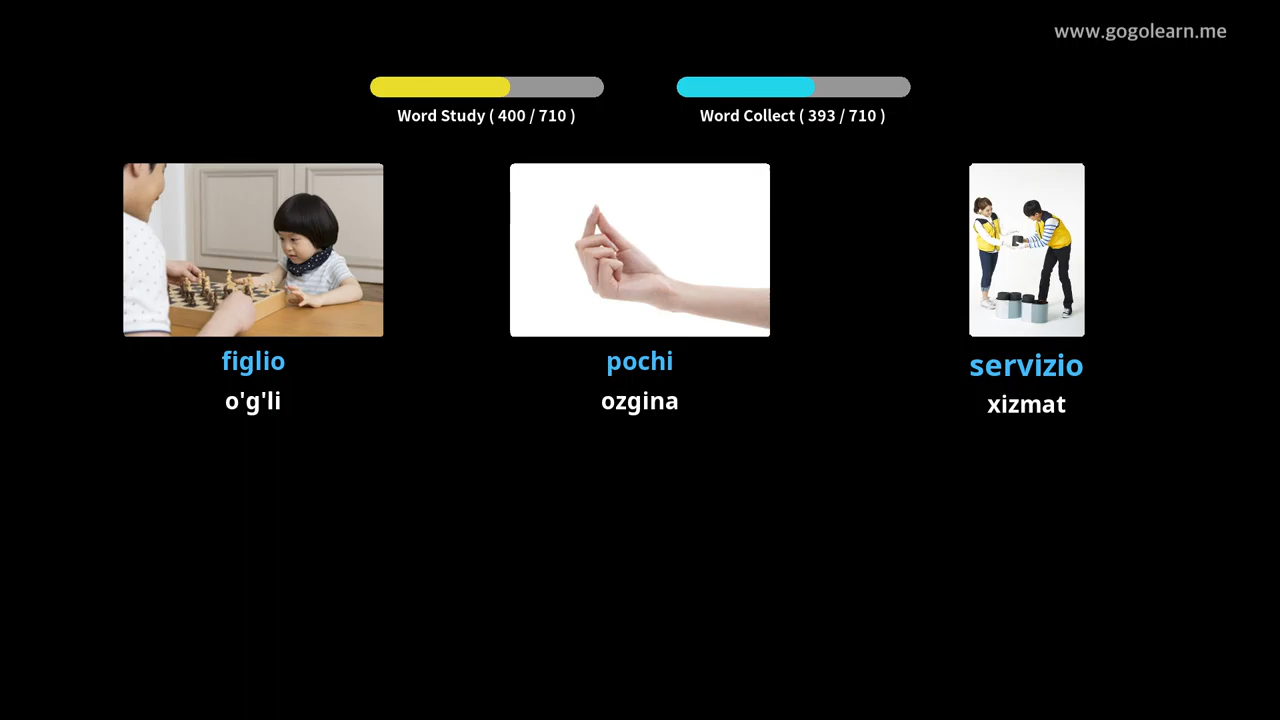 www.gogolearn.me
Word Study ( 400 / 710 )
Word Collect ( 393 / 710 )
figlio
pochi
servizio
o'g'li
ozgina
xizmat